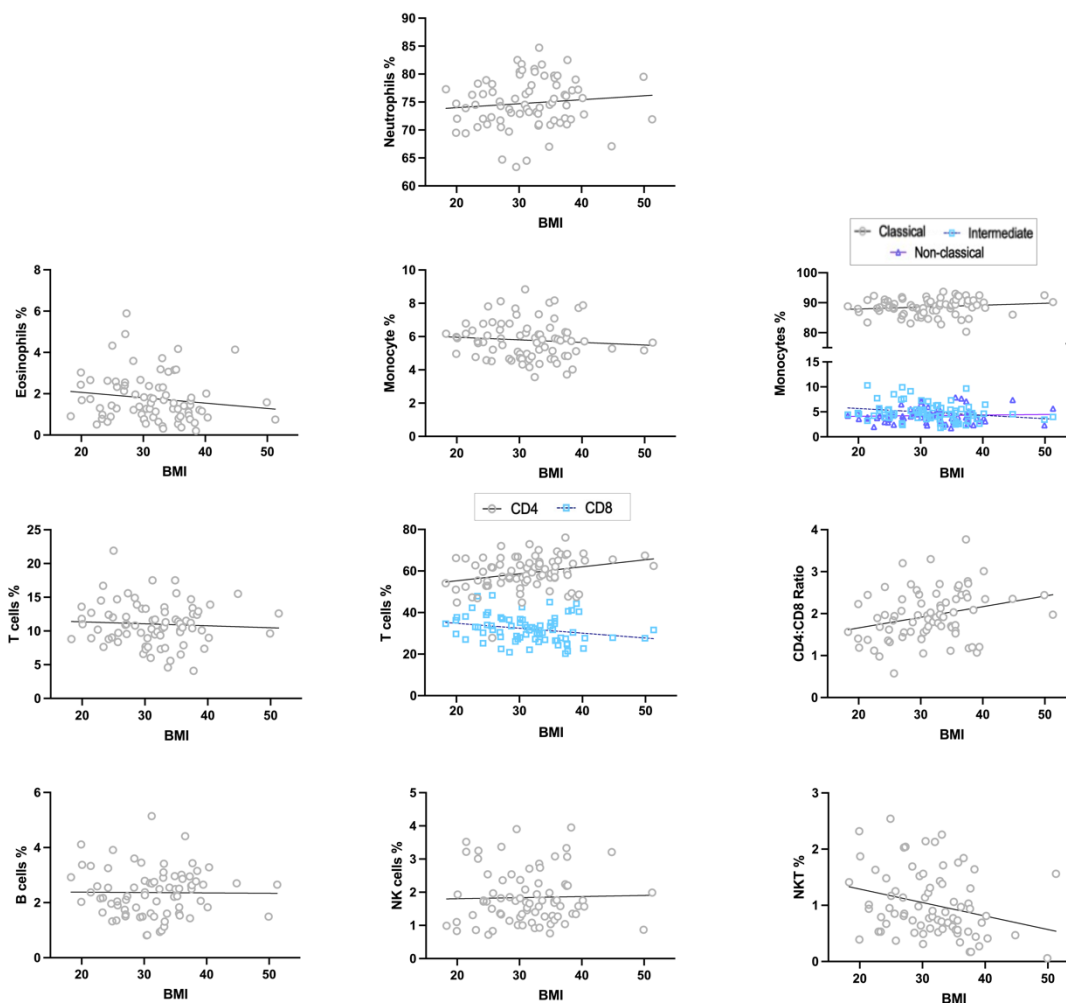 Neutrophils %
90
85
80
75
70
65
60
20 30 40 50
BMI
Classical Intermediate
Non-classical
Eosinophils %
8
6
4
2
0
20 30 40 50
BMI
Monocyte %
10
8
6
4
2
0
20 30 40 50
BMI
Monocytes %
100
90
80
15
10
5
0
20 30 40 50
BMI
CD4 CD8
T cells %
25
20
15
10
5
0
20 30 40 50
BMI
T cells %
80
60
40
20
0
20 30 40 50
BMI
CD4:CD8 Ratio
4
3
2
1
0
20 30 40 50
BMI
B cells %
6
4
2
0
20 30 40 50
BMI
NK cells %
5
4
3
2
1
0
20 30 40 50
BMI
NKT %
3
2
1
0
20 30 40 50
BMI